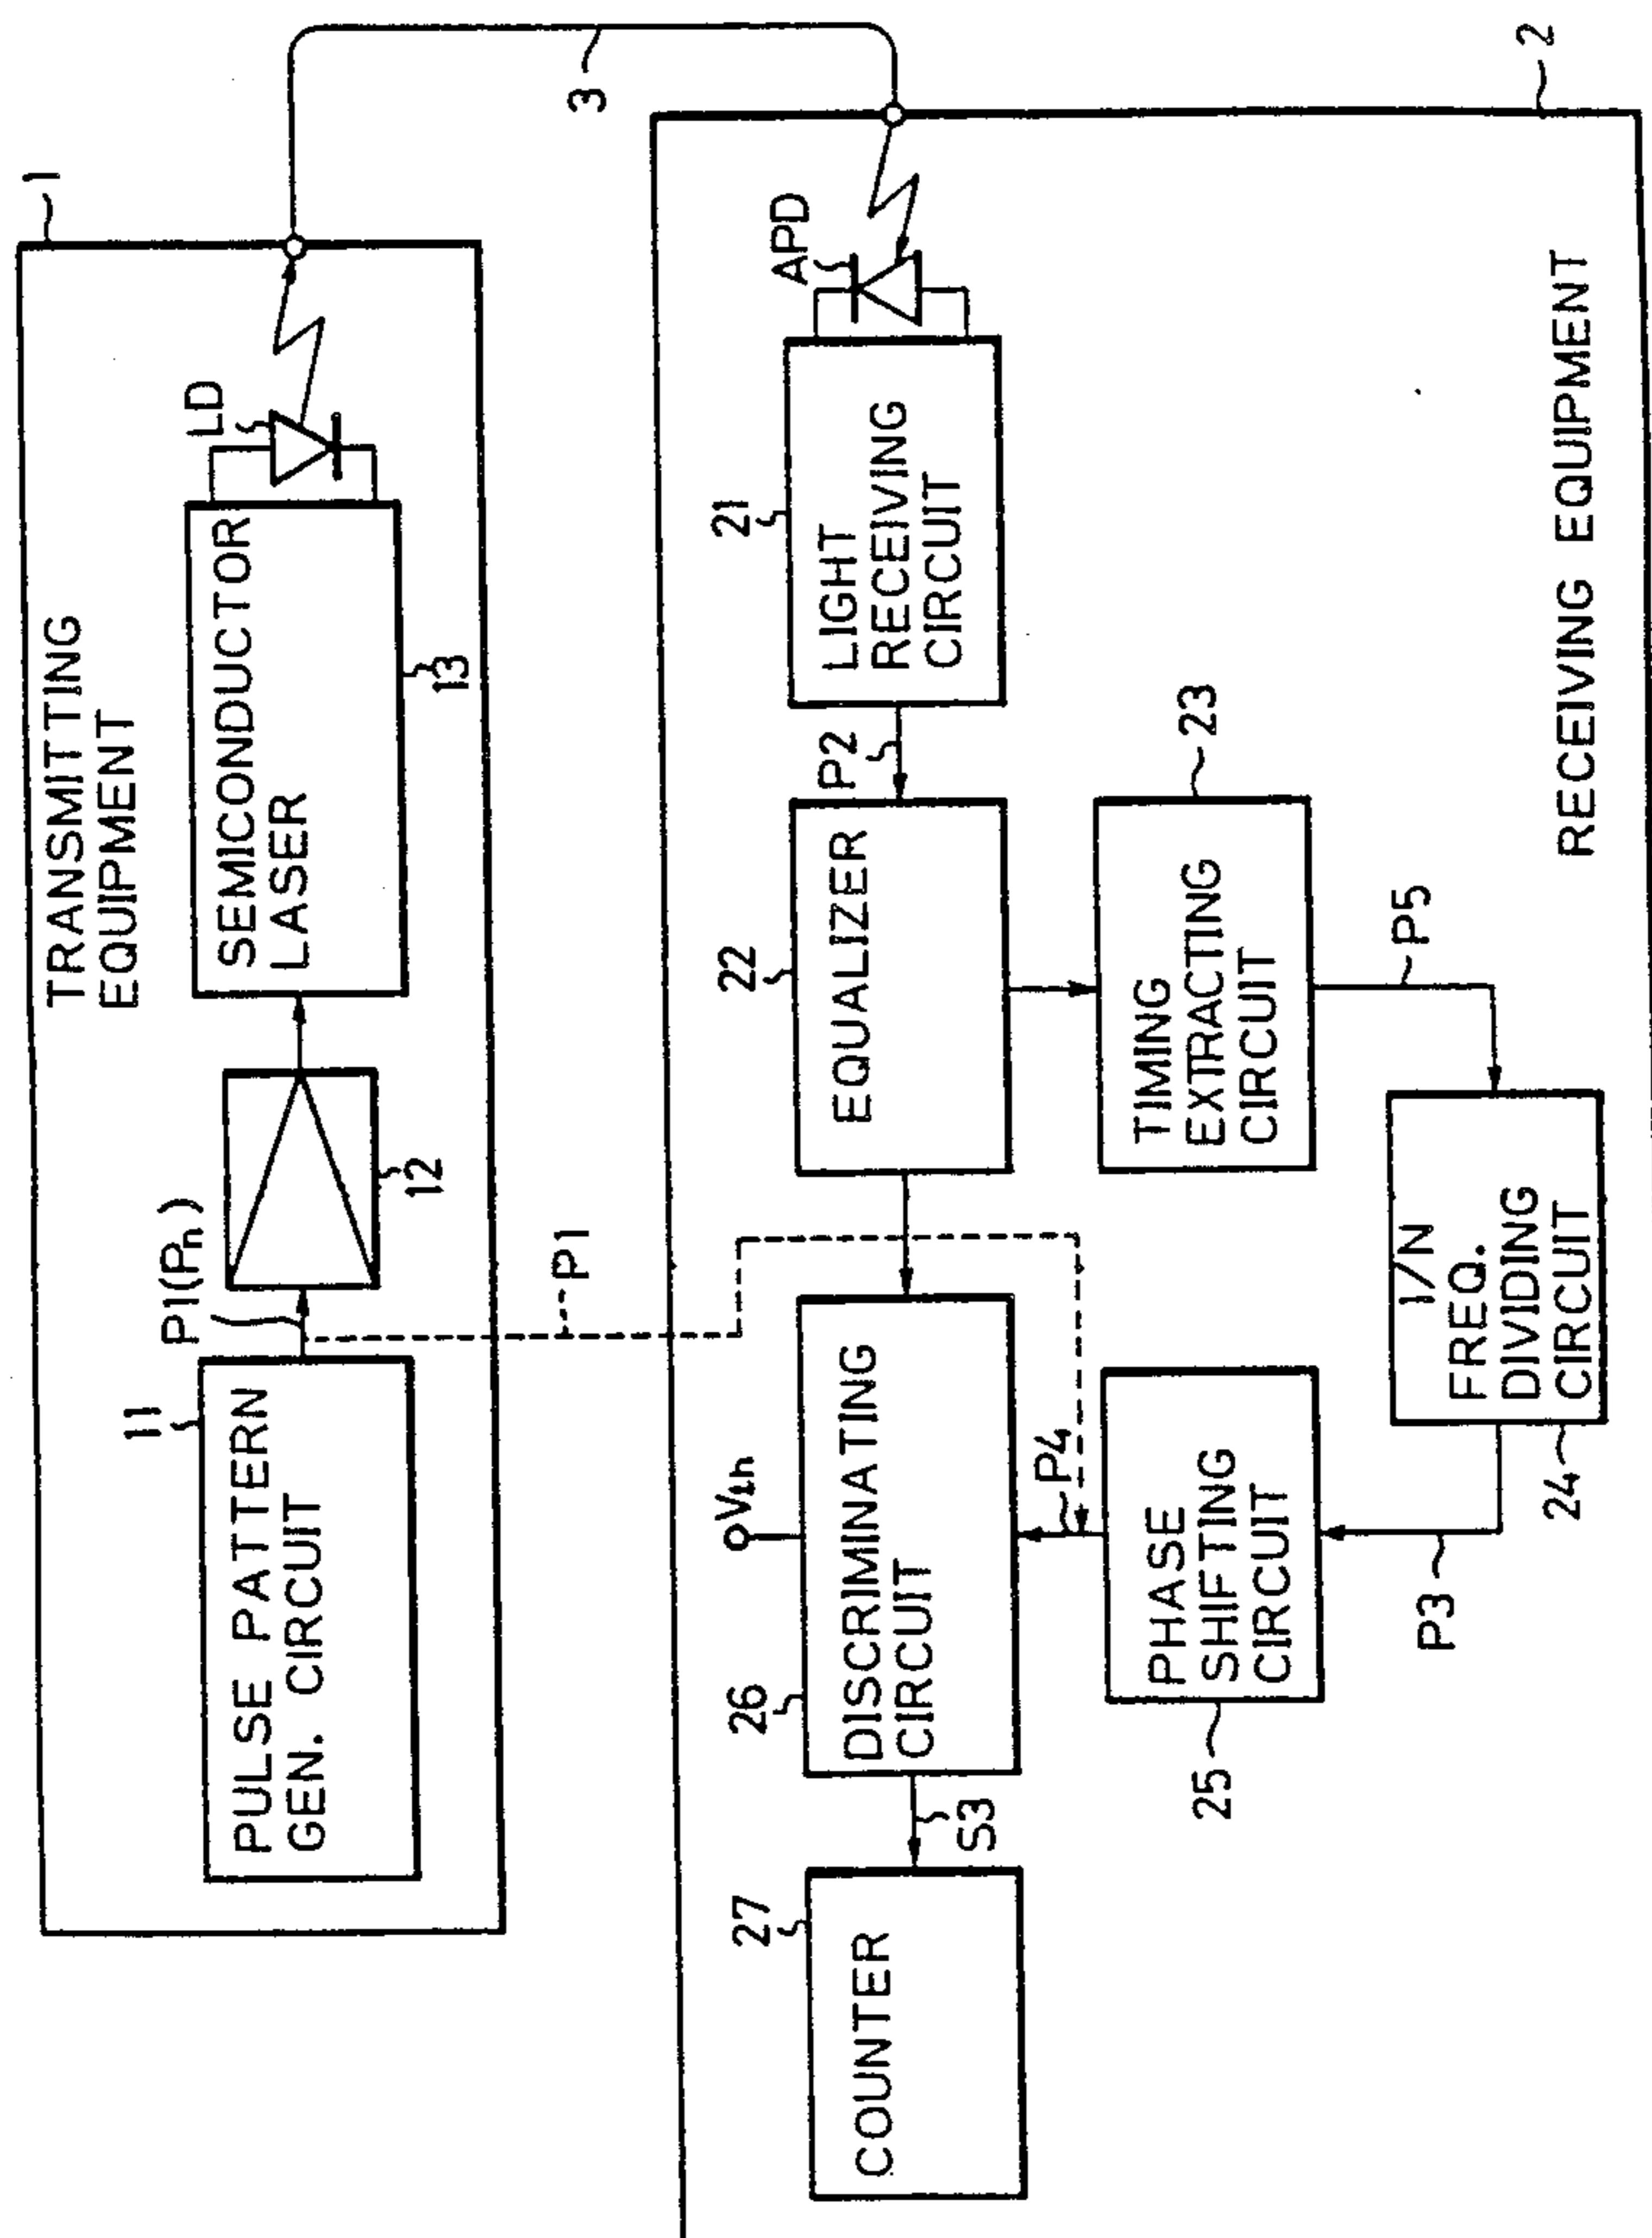 1
TRANSMITTING
EQUIPMENT
11
PULSE PATTERN
GEN. CIRCUIT
P1(Pn)
12
SEMICONDUCTOR
LASER
13
LD
3
P1
2
27
COUNTER
S3
26
DISCRIMINATING
CIRCUIT
Vth
22
EQUALIZER
P2
21
LIGHT
RECEIVING
CIRCUIT
APD
P4
25
PHASE
SHIFTING
CIRCUIT
23
TIMING
EXTRACTING
CIRCUIT
P3
24
1/N
FREQ.
DIVIDING
CIRCUIT
P5
RECEIVING EQUIPMENT